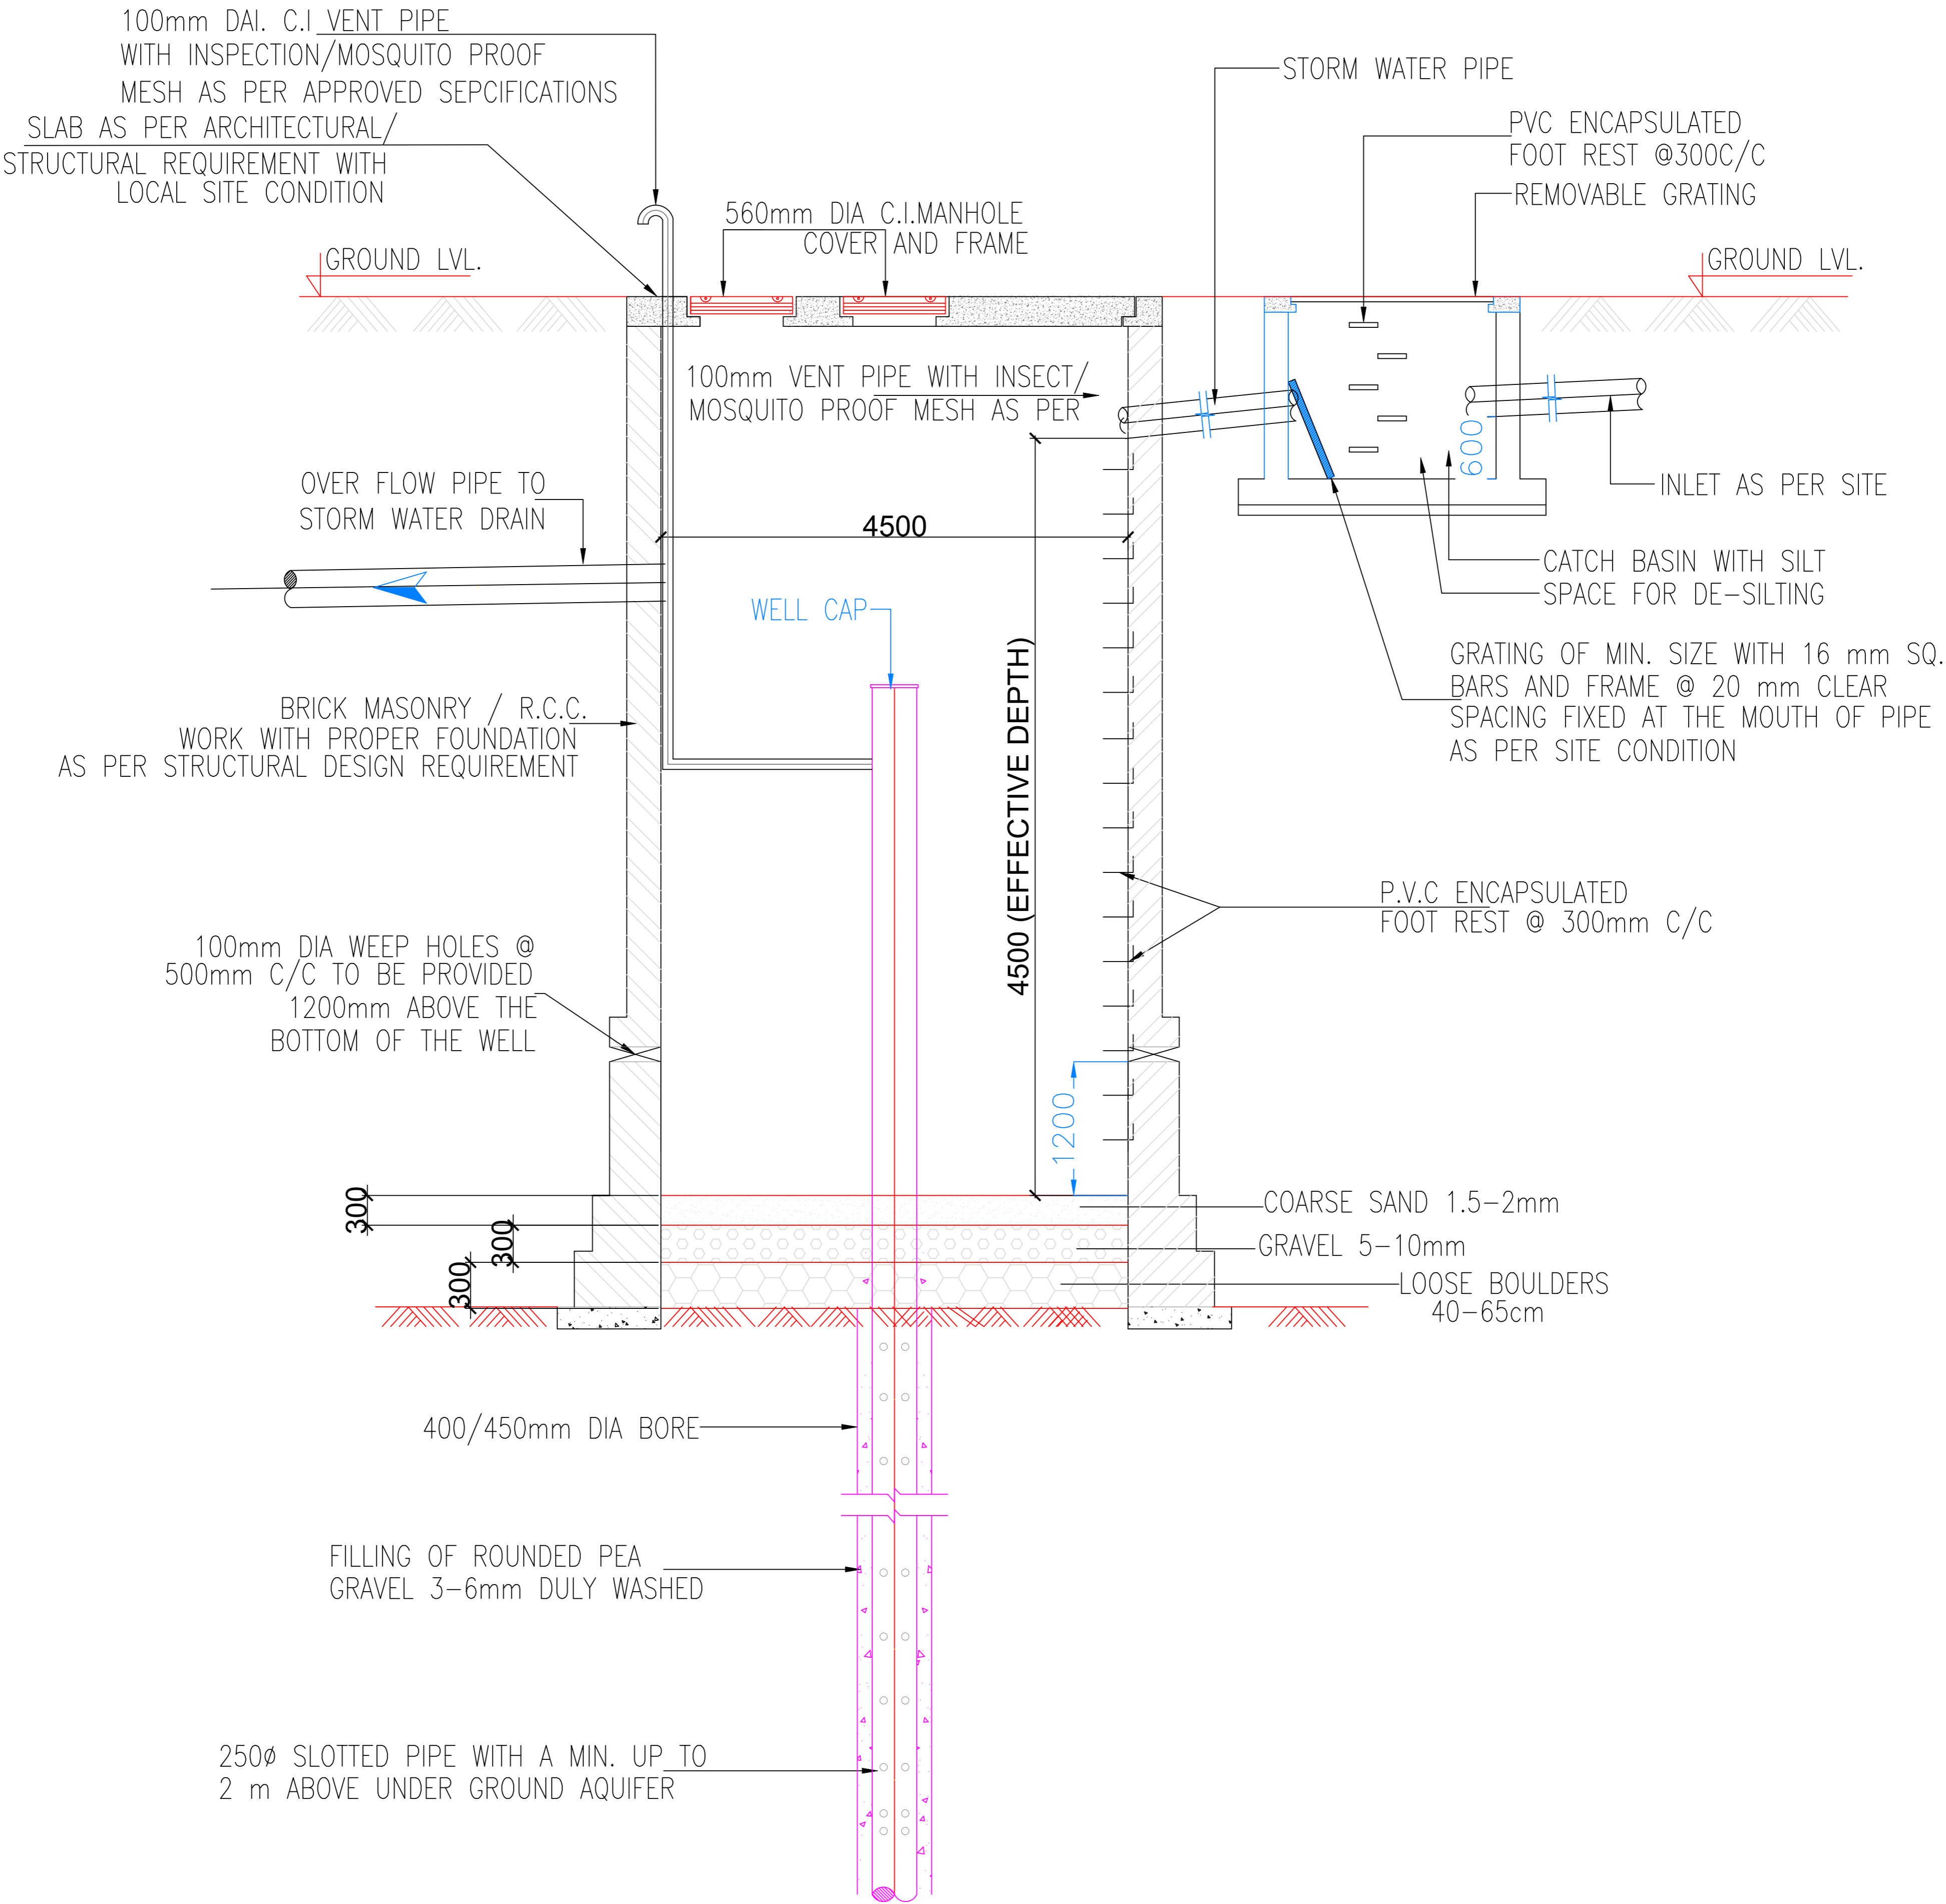 100mm DAI. C.I VENT PIPE
WITH INSPECTION/MOSQUITO PROOF
MESH AS PER APPROVED SEPCIFICATIONS
SLAB AS PER ARCHITECTURAL/
STRUCTURAL REQUIREMENT WITH
LOCAL SITE CONDITION
STORM WATER PIPE
PVC ENCAPSULATED
FOOT REST @300C/C
REMOVABLE GRATING
560mm DIA C.I.MANHOLE
COVER AND FRAME
GROUND LVL.
GROUND LVL.
100mm VENT PIPE WITH INSECT/
MOSQUITO PROOF MESH AS PER
600
OVER FLOW PIPE TO
STORM WATER DRAIN
INLET AS PER SITE
4500
CATCH BASIN WITH SILT
SPACE FOR DE-SILTING
WELL CAP
GRATING OF MIN. SIZE WITH 16 mm SQ.
BARS AND FRAME @ 20 mm CLEAR
SPACING FIXED AT THE MOUTH OF PIPE
AS PER SITE CONDITION
BRICK MASONRY / R.C.C.
WORK WITH PROPER FOUNDATION
AS PER STRUCTURAL DESIGN REQUIREMENT
4500 (EFFECTIVE DEPTH)
P.V.C ENCAPSULATED
FOOT REST @ 300mm C/C
100mm DIA WEEP HOLES @
500mm C/C TO BE PROVIDED
1200mm ABOVE THE
BOTTOM OF THE WELL
1200
300
300
300
COARSE SAND 1.5-2mm
GRAVEL 5-10mm
LOOSE BOULDERS
40-65cm
400/450mm DIA BORE
FILLING OF ROUNDED PEA
GRAVEL 3-6mm DULY WASHED
250ø SLOTTED PIPE WITH A MIN. UP TO
2 m ABOVE UNDER GROUND AQUIFER